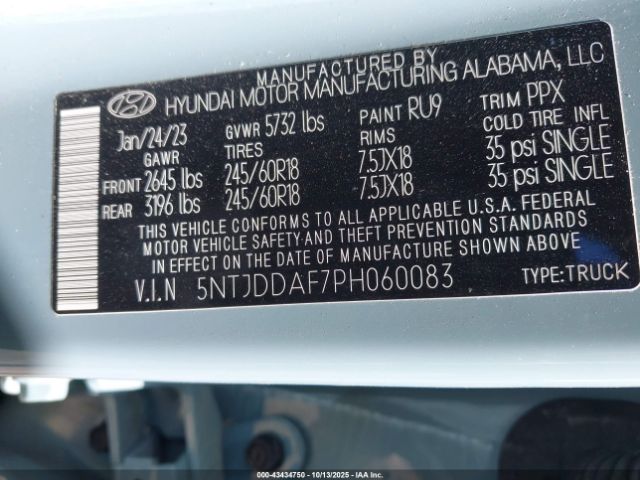 MANUFACTURED BY
HYUNDAI MOTOR MANUFACTURING ALABAMA, LLC
Jan/24/23 GVWR 5732 lbs PAINT RU9 TRIM PPX
GAWR TIRES RIMS COLD TIRE INFL
FRONT 2645 lbs 245/60R18 7.5JX18 35 psi SINGLE
REAR 3196 lbs 245/60R18 7.5JX18 35 psi SINGLE
THIS VEHICLE CONFORMS TO ALL APPLICABLE U.S.A. FEDERAL
MOTOR VEHICLE SAFETY AND THEFT PREVENTION STANDARDS
IN EFFECT ON THE DATE OF MANUFACTURE SHOWN ABOVE.
V.I.N 5NTJDDAF7PH060083 TYPE:TRUCK
000-43434750 | 10/13/2025 | IAAI.COM